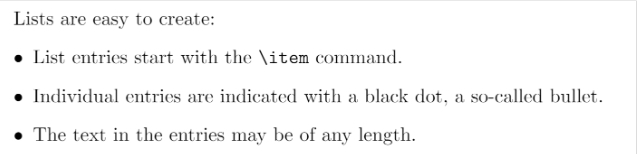 Lists are easy to create:
• List entries start with the \item command.
• Individual entries are indicated with a black dot, a so-called bullet.
• The text in the entries may be of any length.